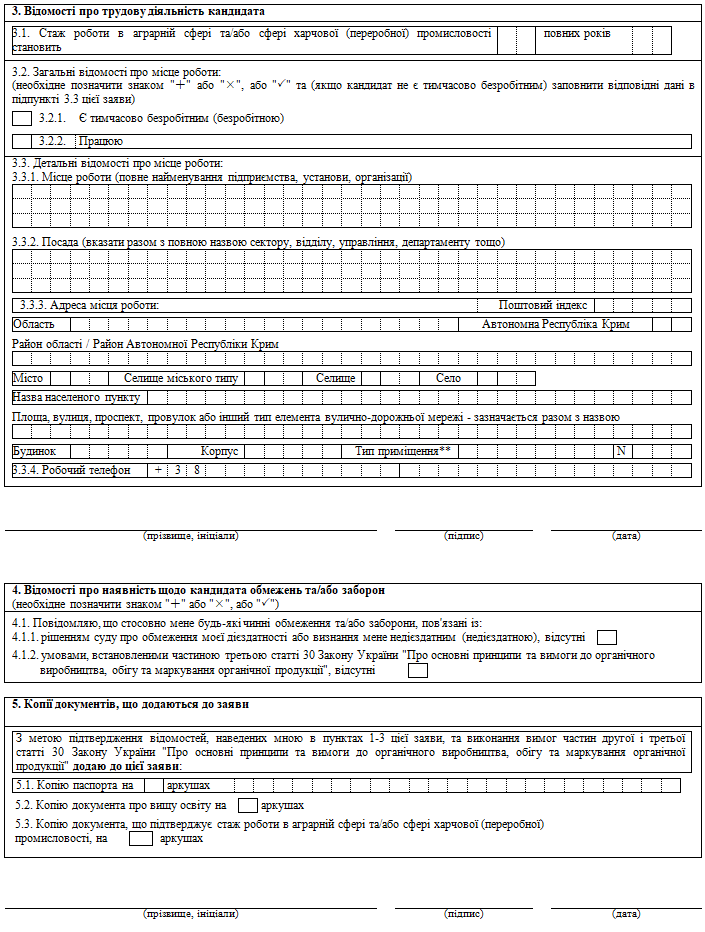 3. Відомості про трудову діяльність кандидата
3.1. Стаж роботи в аграрній сфері та/або сфері харчової (переробної) промисловості становить повних років
3.2. Загальні відомості про місце роботи:
(необхідне позначити знаком "+" або "×", або "✓" та (якщо кандидат не є тимчасово безробітним) заповнити відповідні дані в
підпункті 3.3 цієї заяви)
3.2.1. Є тимчасово безробітним (безробітною)
3.2.2. Працюю
3.3. Детальні відомості про місце роботи:
3.3.1. Місце роботи (повне найменування підприємства, установи, організації)
3.3.2. Посада (вказати разом з повною назвою сектору, відділу, управління, департаменту тощо)
3.3.3. Адреса місця роботи: Поштовий індекс
Область Автономна Республіка Крим
Район області / Район Автономної Республіки Крим
Місто Селище міського типу Селище Село
Назва населеного пункту
Площа, вулиця, проспект, провулок або інший тип елемента вулично-дорожньої мережі - зазначається разом з назвою
Будинок Корпус Тип приміщення** N
3.3.4. Робочий телефон + 3 8
(прізвище, ініціали) (підпис) (дата)
4. Відомості про наявність щодо кандидата обмежень та/або заборон
(необхідне позначити знаком "+" або "×", або "✓")
4.1. Повідомляю, що стосовно мене будь-які чинні обмеження та/або заборони, пов'язані із:
4.1.1. рішенням суду про обмеження моєї дієздатності або визнання мене недієздатним (недієздатною), відсутні
4.1.2. умовами, встановленими частиною третьою статті 30 Закону України "Про основні принципи та вимоги до органічного
виробництва, обігу та маркування органічної продукції", відсутні
5. Копії документів, що додаються до заяви
З метою підтвердження відомостей, наведених мною в пунктах 1-3 цієї заяви, та виконання вимог частин другої і третьої
статті 30 Закону України "Про основні принципи та вимоги до органічного виробництва, обігу та маркування органічної
продукції" додаю до цієї заяви:
5.1. Копію паспорта на аркушах
5.2. Копію документа про вищу освіту на аркушах
5.3. Копію документа, що підтверджує стаж роботи в аграрній сфері та/або сфері харчової (переробної)
промисловості, на аркушах
(прізвище, ініціали) (підпис) (дата)